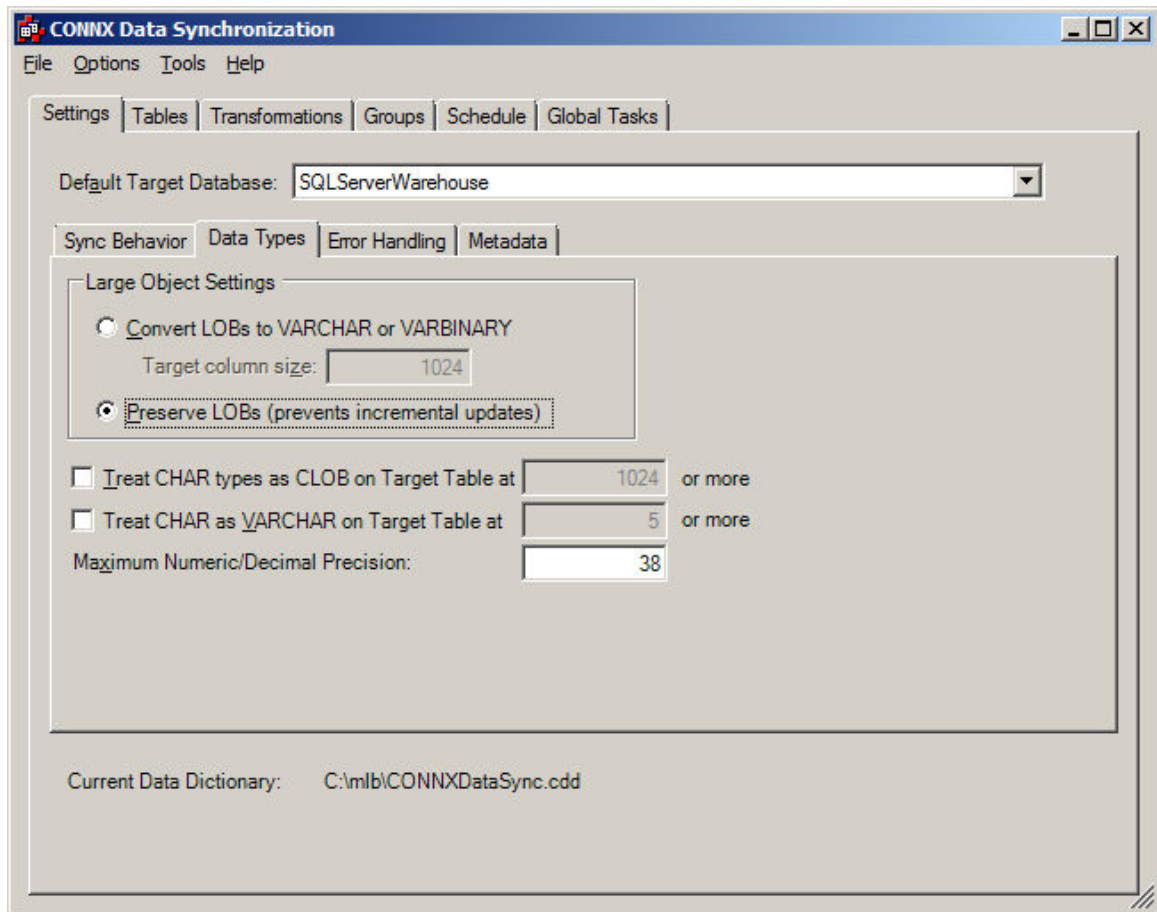 CONNX Data Synchronization
File Options Tools Help
Settings Tables Transformations Groups Schedule Global Tasks
Default Target Database: SQLServerWarehouse
Sync Behavior Data Types Error Handling Metadata
Large Object Settings
Convert LOBs to VARCHAR or VARBINARY
Target column size: 1024
Preserve LOBs (prevents incremental updates)
Treat CHAR types as CLOB on Target Table at 1024 or more
Treat CHAR as VARCHAR on Target Table at 5 or more
Maximum Numeric/Decimal Precision: 38
Current Data Dictionary: C:\mlb\CONNXDataSync.cdd